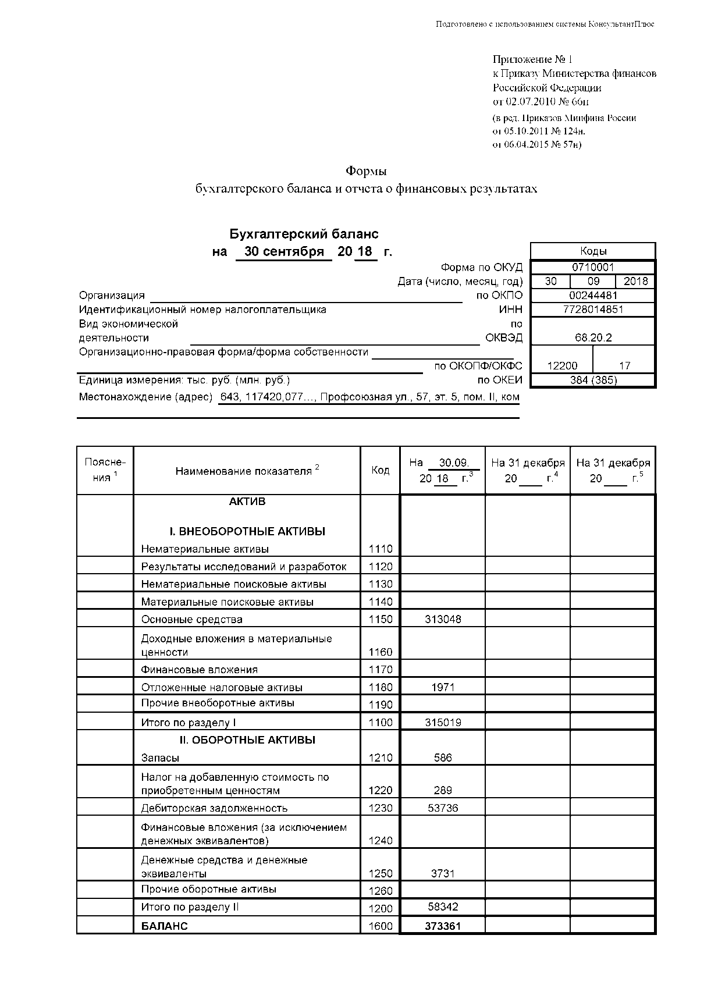 Подготовлено с использованием системы КонсультантПлюс
Приложение № 1
к Приказу Министерства финансов
Российской Федерации
от 02.07.2010 № 66н
(в ред. Приказов Минфина России
от 05.10.2011 № 124н,
от 06.04.2015 № 57н)
Формы
бухгалтерского баланса и отчета о финансовых результатах
Бухгалтерский баланс
на 30 сентября 20 18 г.
Коды
Форма по ОКУД 0710001
Дата (число, месяц, год) 30 09 2018
Организация по ОКПО 00244481
Идентификационный номер налогоплательщика ИНН 7728014851
Вид экономической по
деятельности ОКВЭД 68.20.2
Организационно-правовая форма/форма собственности
по ОКОПФ/ОКФС 12200 17
Единица измерения: тыс. руб. (млн. руб.) по ОКЕИ 384 (385)
Местонахождение (адрес) 643, 117420,077…, Профсоюзная ул., 57, эт. 5, пом. II, ком
Поясне-
ния 1
Наименование показателя 2
Код
На 30.09.
20 18 г.3
На 31 декабря
20 г.4
На 31 декабря
20 г.5
АКТИВ
I. ВНЕОБОРОТНЫЕ АКТИВЫ
Нематериальные активы 1110
Результаты исследований и разработок 1120
Нематериальные поисковые активы 1130
Материальные поисковые активы 1140
Основные средства 1150 313048
Доходные вложения в материальные
ценности 1160
Финансовые вложения 1170
Отложенные налоговые активы 1180 1971
Прочие внеоборотные активы 1190
Итого по разделу I 1100 315019
II. ОБОРОТНЫЕ АКТИВЫ
Запасы 1210 586
Налог на добавленную стоимость по
приобретенным ценностям 1220 289
Дебиторская задолженность 1230 53736
Финансовые вложения (за исключением
денежных эквивалентов) 1240
Денежные средства и денежные
эквиваленты 1250 3731
Прочие оборотные активы 1260
Итого по разделу II 1200 58342
БАЛАНС 1600 373361